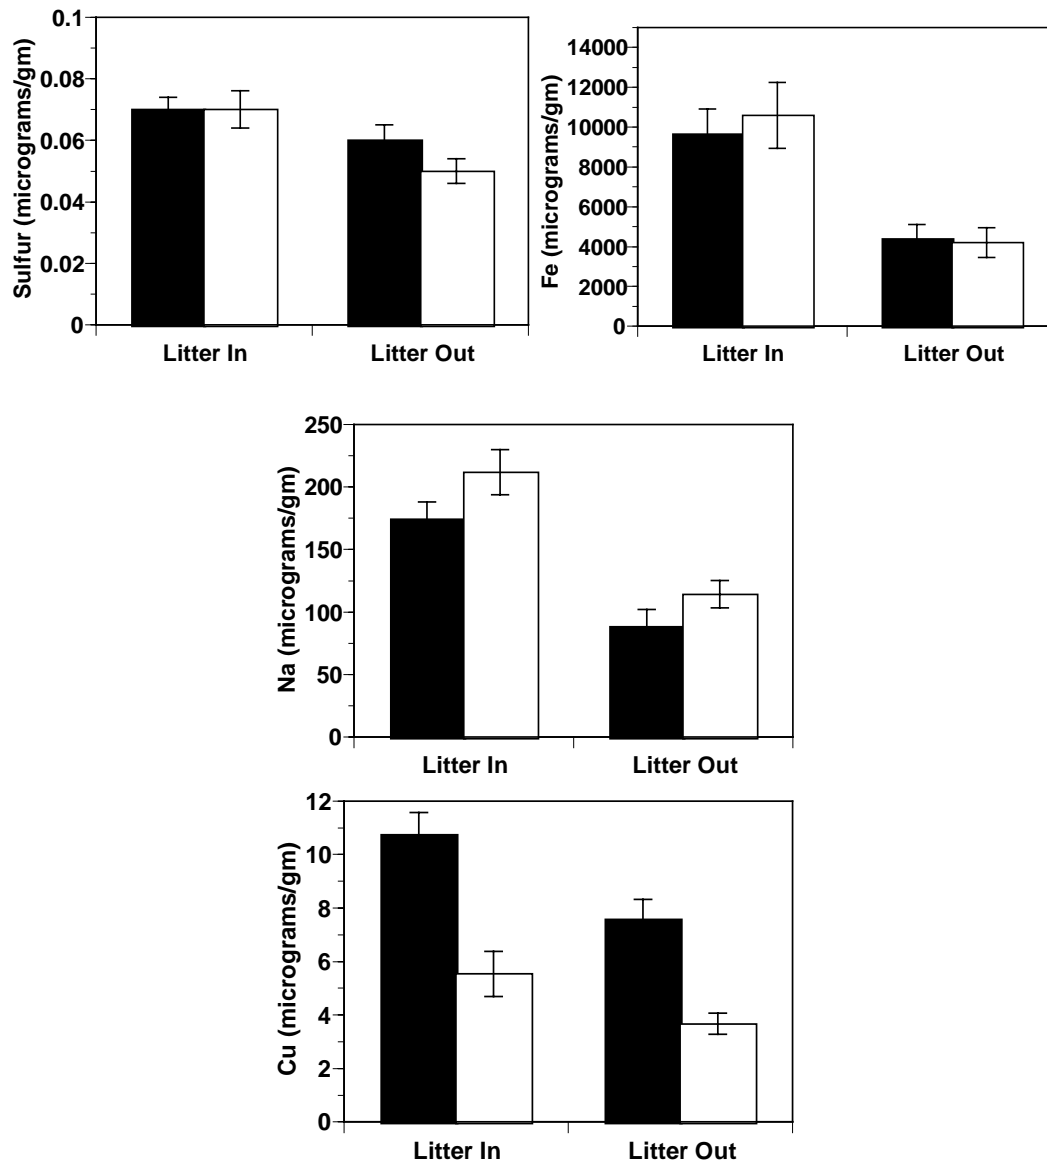 Sulfur (micrograms/gm)
0.1
0.08
0.06
0.04
0.02
0
Litter In
Litter Out
Fe (micrograms/gm)
14000
12000
10000
8000
6000
4000
2000
0
Litter In
Litter Out
Na (micrograms/gm)
250
200
150
100
50
0
Litter In
Litter Out
Cu (micrograms/gm)
12
10
8
6
4
2
0
Litter In
Litter Out